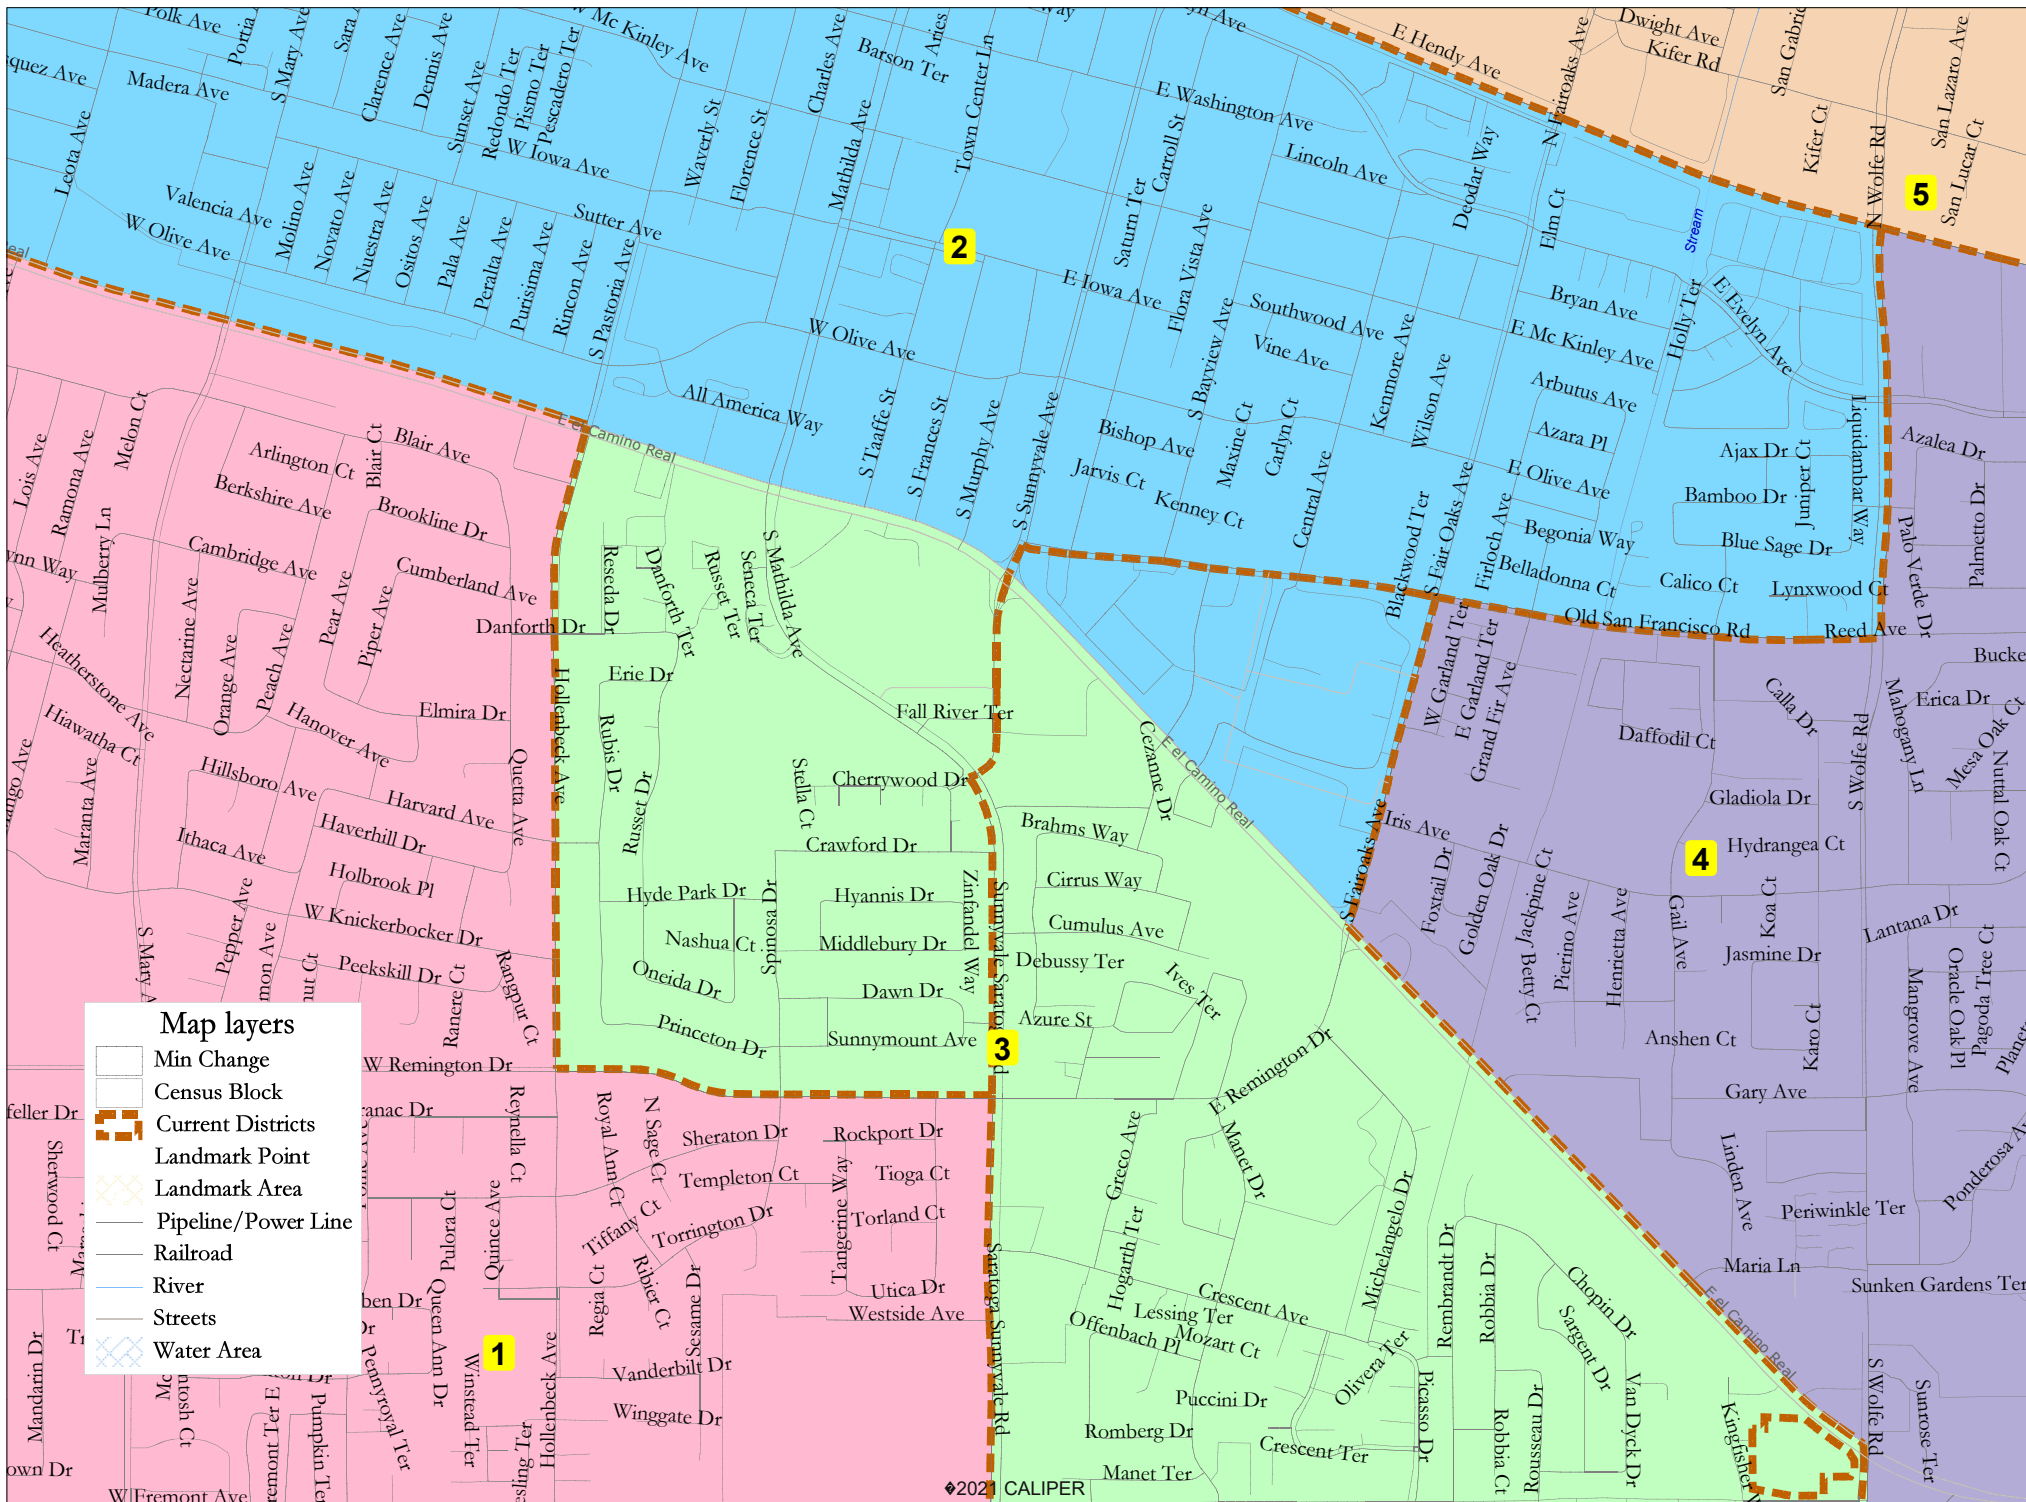 Polk Ave
Portia
S Mary Ave
Sara
Clarence Ave
Dennis Ave
Sunset Ave
Redondo Ter
Pismo Ter
Pescadero Ter
W Mc Kinley Ave
Charles Ave
Barson Ter
Aries
Town Center Ln
Way
E Hendy Ave
N Fairoaks Ave
Dwight Ave
Kifer Rd
San Gabrie
San Lazaro Ave
Madera Ave
Leota Ave
W Iowa Ave
Waverly St
Florence St
Mathilda Ave
E Washington Ave
Carroll St
Lincoln Ave
Deodar Way
Kifer Ct
N Wolfe Rd
San Lucar Ct
5
Valencia Ave
W Olive Ave
Molino Ave
Novato Ave
Nuestra Ave
Ositos Ave
Pala Ave
Peralta Ave
Purisima Ave
Rincon Ave
S Pastoria Ave
Sutter Ave
2
Saturn Ter
Flora Vista Ave
E Iowa Ave
Elm Ct
Stream
Bryan Ave
Holly Ter
E Evelyn Ave
E Mc Kinley Ave
Southwood Ave
Vine Ave
S Bayview Ave
Kenmore Ave
Wilson Ave
W Olive Ave
All America Way
S Taaffe St
S Frances St
S Murphy Ave
S Sunnyvale Ave
Bishop Ave
Jarvis Ct
Kenney Ct
Maxine Ct
Carlyn Ct
Central Ave
Arbutus Ave
Azara Pl
E Olive Ave
Ajax Dr
Bamboo Dr
Juniper Ct
Liquidambar Way
Azalea Dr
Palmetto Dr
Palo Verde Dr
E el Camino Real
Lois Ave
Ramona Ave
Melon Ct
Arlington Ct
Blair Ct
Blair Ave
Berkshire Ave
Brookline Dr
Mulberry Ln
Cambridge Ave
Cumberland Ave
Nectarine Ave
Pear Ave
Piper Ave
Danforth Dr
Reseda Dr
Danforth Ter
Russet Ter
Seneca Ter
S Mathilda Ave
Blackwood Ter
S Fair Oaks Ave
Firloch Ave
Begonia Way
Belladonna Ct
Blue Sage Dr
Calico Ct
Lynxwood Ct
Old San Francisco Rd
Reed Ave
Bucke
Heatherstone Ave
Hiawatha Ct
Orange Ave
Peach Ave
Hanover Ave
Elmira Dr
Hollenbeck Ave
Erie Dr
Rubis Dr
Russet Dr
Fall River Ter
Cherrywood Dr
Stella Ct
Cezanne Dr
E el Camino Real
W Garland Ter
E Garland Ter
Grand Fir Ave
Daffodil Ct
Calla Dr
Mahogany Ln
Erica Dr
Mesa Oak Ct
Nuttal Oak Ct
S Wolfe Rd
Maranta Ave
Hillsboro Ave
Quetta Ave
Harvard Ave
Ithaca Ave
Haverhill Dr
Holbrook Pl
W Knickerbocker Dr
Pepper Ave
Peekskill Dr
Ranere Ct
Rangpur Ct
Crawford Dr
Hyde Park Dr
Hyannis Dr
Nashua Ct
Spinosa Dr
Middlebury Dr
Zinfandel Way
Oneida Dr
Dawn Dr
Princeton Dr
Sunnymount Ave
Brahms Way
Cirrus Way
Cumulus Ave
Debussy Ter
Ives Ter
Azure St
3
S Fairoaks Ave
Iris Ave
Foxtail Dr
Golden Oak Dr
Jackpine Ct
Betty Ct
Pierino Ave
Henrietta Ave
Gladiola Dr
4
Hydrangea Ct
Gail Ave
Koa Ct
Jasmine Dr
Lantana Dr
Anshen Ct
Karo Ct
Mangrove Ave
Oracle Oak Pl
Pagoda Tree Ct
Gary Ave
E Remington Dr
W Remington Dr
Map layers
Min Change
Census Block
Current Districts
Landmark Point
Landmark Area
Pipeline/Power Line
Railroad
River
Streets
Water Area
Sherwood Ct
Reynella Ct
Royal Ann Ct
N Sage Ct
Sheraton Dr
Rockport Dr
Templeton Ct
Tioga Ct
Tiffany Ct
Torrington Dr
Tangerine Way
Torland Ct
Pulora Ct
Quince Ave
Regia Ct
Ribier Ct
Sesame Dr
Utica Dr
Westside Ave
Saratoga Sunnyvale Rd
Greco Ave
Manet Dr
Hogarth Ter
Michelangelo Dr
Crescent Ave
Lessing Ter
Offenbach Pl
Mozart Ct
Rembrandt Dr
Robbia Dr
Chopin Dr
Sargent Dr
Linden Ave
Periwinkle Ter
Ponderosa Av
Maria Ln
Sunken Gardens Ter
E el Camino Real
Mandarin Dr
Queen Ann Dr
1
Winstead Ter
Hollenbeck Ave
Vanderbilt Dr
Winggate Dr
Pennyroyal Ter
Pumpkin Ter
W Fremont Ave
Olivera Ter
Puccini Dr
Picasso Dr
Romberg Dr
Crescent Ter
Manet Ter
Robbia Ct
Rousseau Dr
Van Dyck Dr
Kingfisher W
S Wolfe Rd
Sunrose Ter
�2021 CALIPER